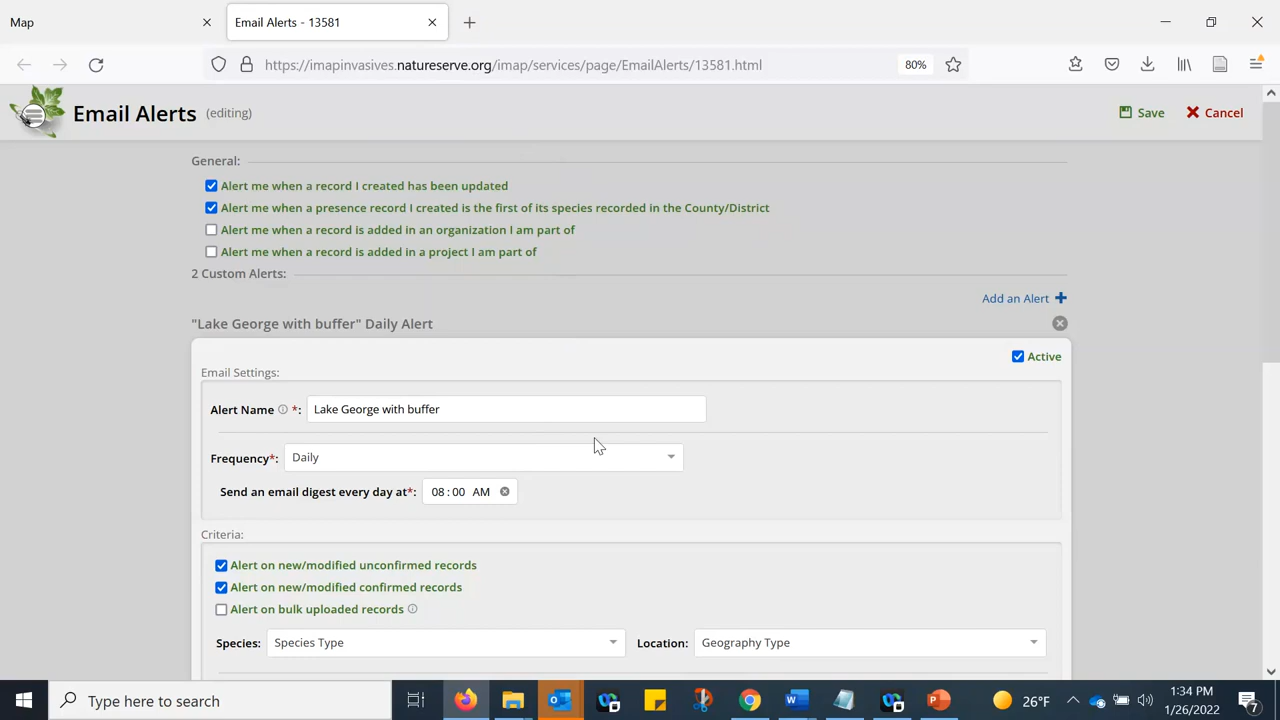 Map
Email Alerts - 13581
https://imapinvasives.natureserve.org/imap/services/page/EmailAlerts/13581.html
80%
Email Alerts (editing)
Save
Cancel
General:
Alert me when a record I created has been updated
Alert me when a presence record I created is the first of its species recorded in the County/District
Alert me when a record is added in an organization I am part of
Alert me when a record is added in a project I am part of
2 Custom Alerts:
Add an Alert
"Lake George with buffer" Daily Alert
Active
Email Settings:
Alert Name *: Lake George with buffer
Frequency*: Daily
Send an email digest every day at*: 08:00 AM
Criteria:
Alert on new/modified unconfirmed records
Alert on new/modified confirmed records
Alert on bulk uploaded records
Species: Species Type Location: Geography Type
Type here to search
26°F
1:34 PM
1/26/2022
7